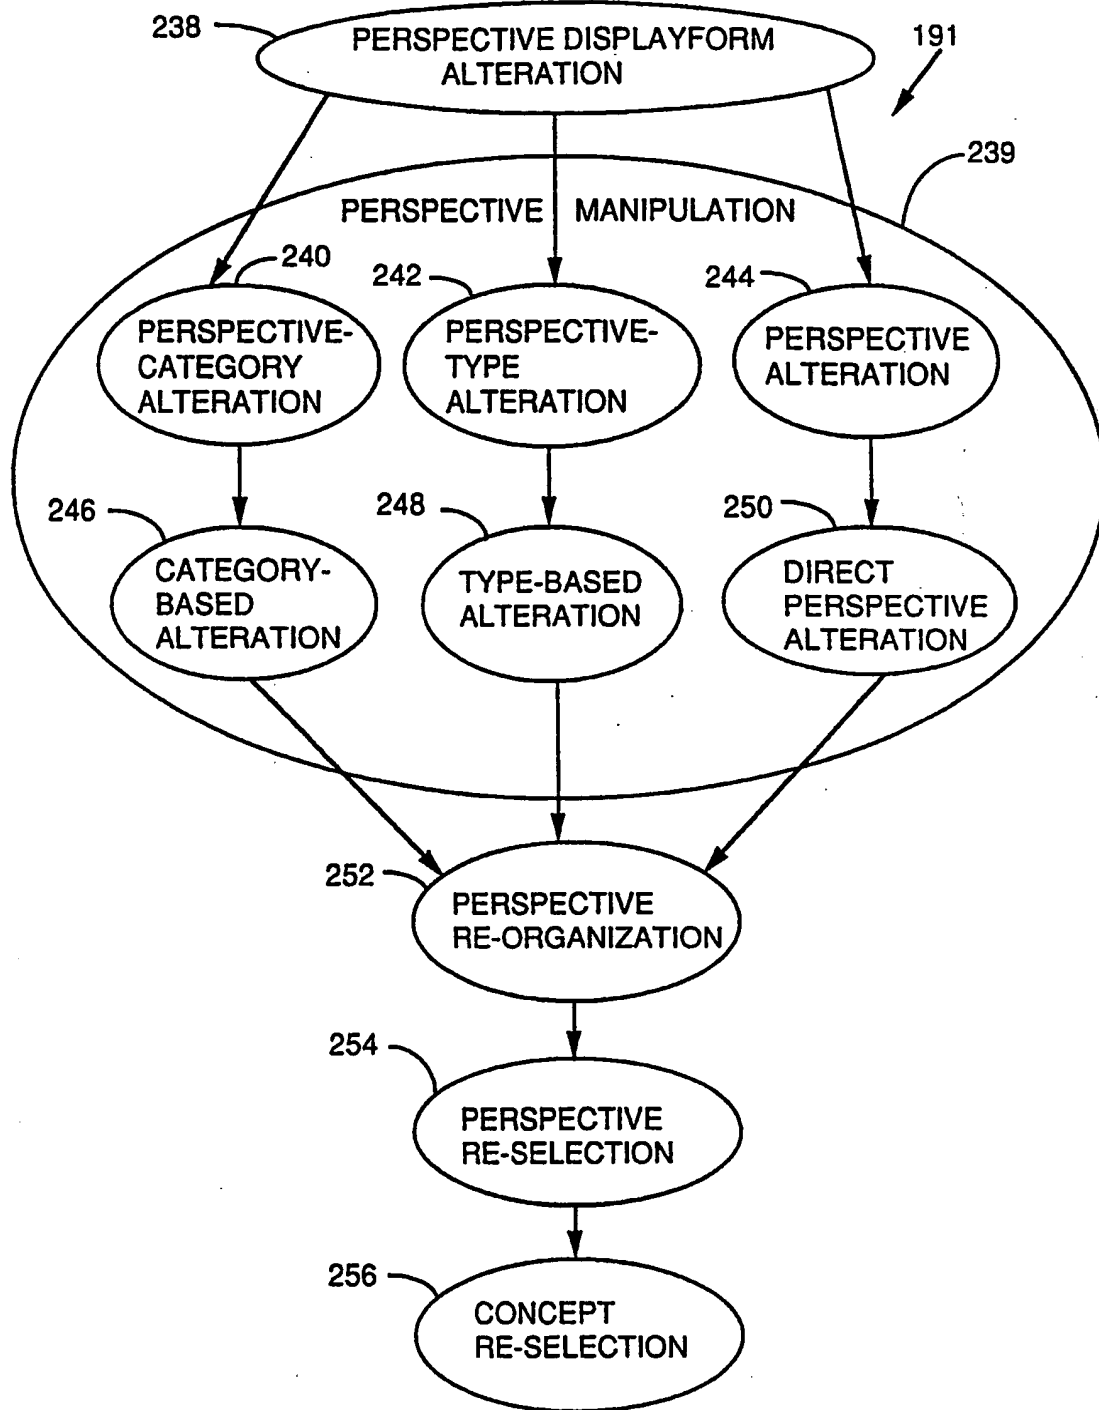 238
PERSPECTIVE DISPLAYFORM
ALTERATION
191
239
PERSPECTIVE MANIPULATION
240
242
244
PERSPECTIVE-
CATEGORY
ALTERATION
PERSPECTIVE-
TYPE
ALTERATION
PERSPECTIVE
ALTERATION
246
248
250
CATEGORY-
BASED
ALTERATION
TYPE-BASED
ALTERATION
DIRECT
PERSPECTIVE
ALTERATION
252
PERSPECTIVE
RE-ORGANIZATION
254
PERSPECTIVE
RE-SELECTION
256
CONCEPT
RE-SELECTION